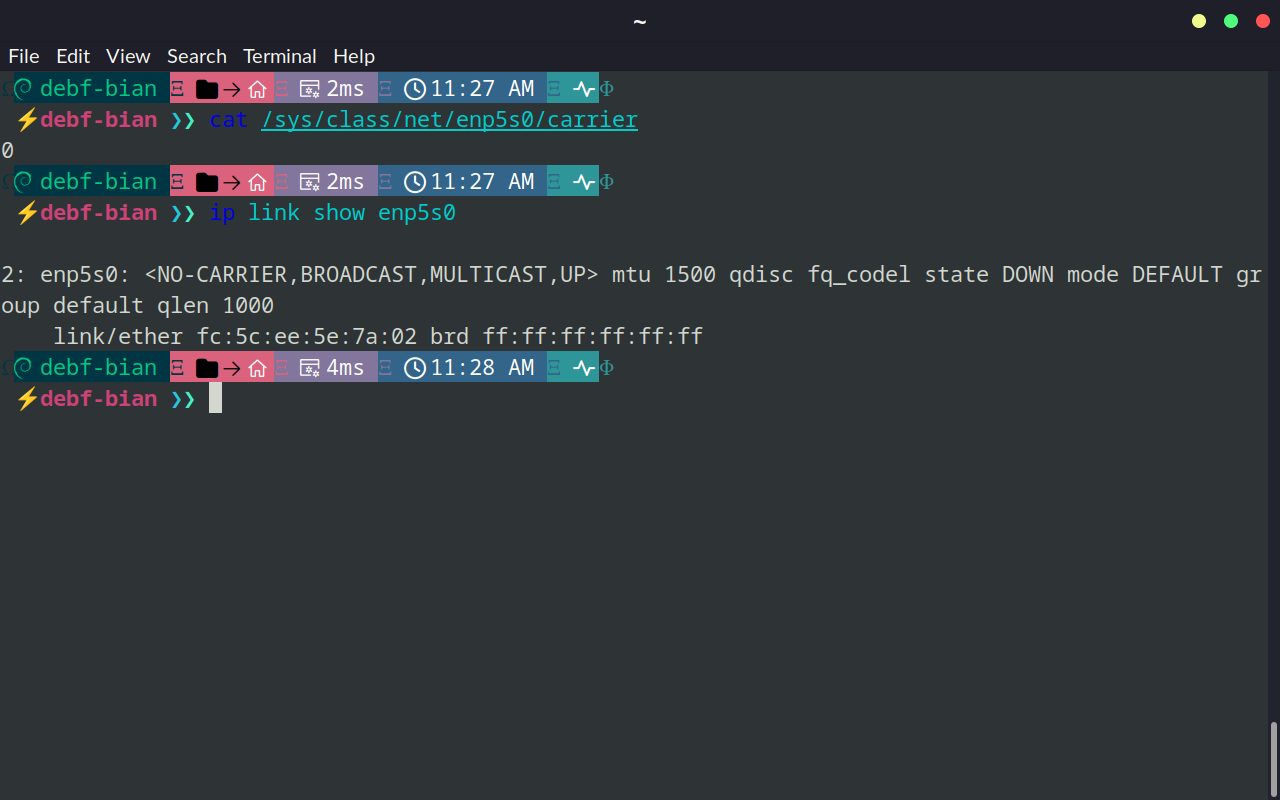 ~
File Edit View Search Terminal Help
debf-bian Ξ → Ξ 2ms Ξ 11:27 AM Ξ Φ
⚡debf-bian ❯❯ cat /sys/class/net/enp5s0/carrier
0
debf-bian Ξ → Ξ 2ms Ξ 11:27 AM Ξ Φ
⚡debf-bian ❯❯ ip link show enp5s0
2: enp5s0: <NO-CARRIER,BROADCAST,MULTICAST,UP> mtu 1500 qdisc fq_codel state DOWN mode DEFAULT gr
oup default qlen 1000
link/ether fc:5c:ee:5e:7a:02 brd ff:ff:ff:ff:ff:ff
debf-bian Ξ → Ξ 4ms Ξ 11:28 AM Ξ Φ
⚡debf-bian ❯❯